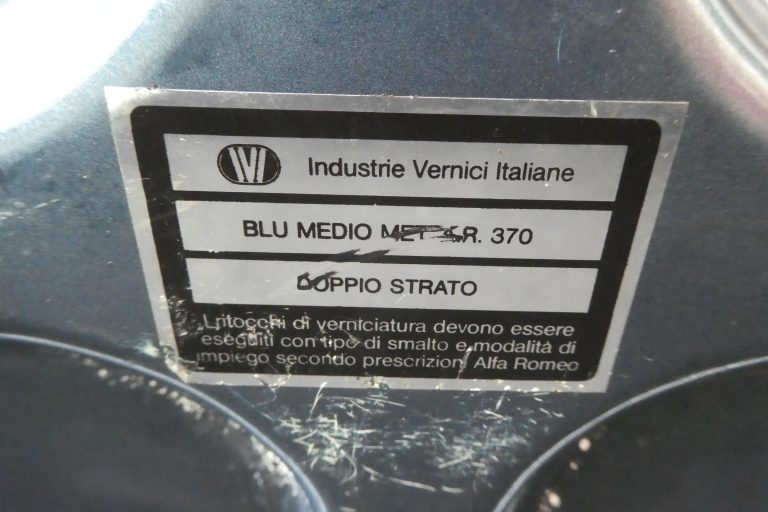 IVI Industrie Vernici Italiane
BLU MEDIO MET A.R. 370
DOPPIO STRATO
I ritocchi di verniciatura devono essere
eseguiti con tipo di smalto e modalità di
impiego secondo prescrizioni Alfa Romeo